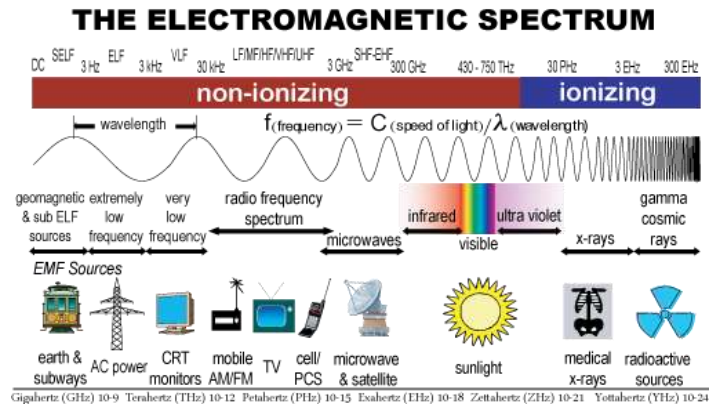 THE ELECTROMAGNETIC SPECTRUM
DC SELF 3 Hz ELF 3 kHz VLF 30 kHz LF/MF/HF/VHF/UHF 3 GHz SHF-EHF 300 GHz 430 - 750 THz 30 PHz 3 EHz 300 EHz
non-ionizing ionizing
wavelength
f(frequency) = C (speed of light)/λ(wavelength)
geomagnetic & sub ELF sources
extremely low frequency
very low frequency
radio frequency spectrum
microwaves
infrared
visible
ultra violet
x-rays
gamma cosmic rays
EMF Sources
earth & subways
AC power
CRT monitors
mobile AM/FM
TV
cell/ PCS
microwave & satellite
sunlight
medical x-rays
radioactive sources
Gigahertz (GHz) 10-9 Terahertz (THz) 10-12 Petahertz (PHz) 10-15 Exahertz (EHz) 10-18 Zettahertz (ZHz) 10-21 Yottahertz (YHz) 10-24